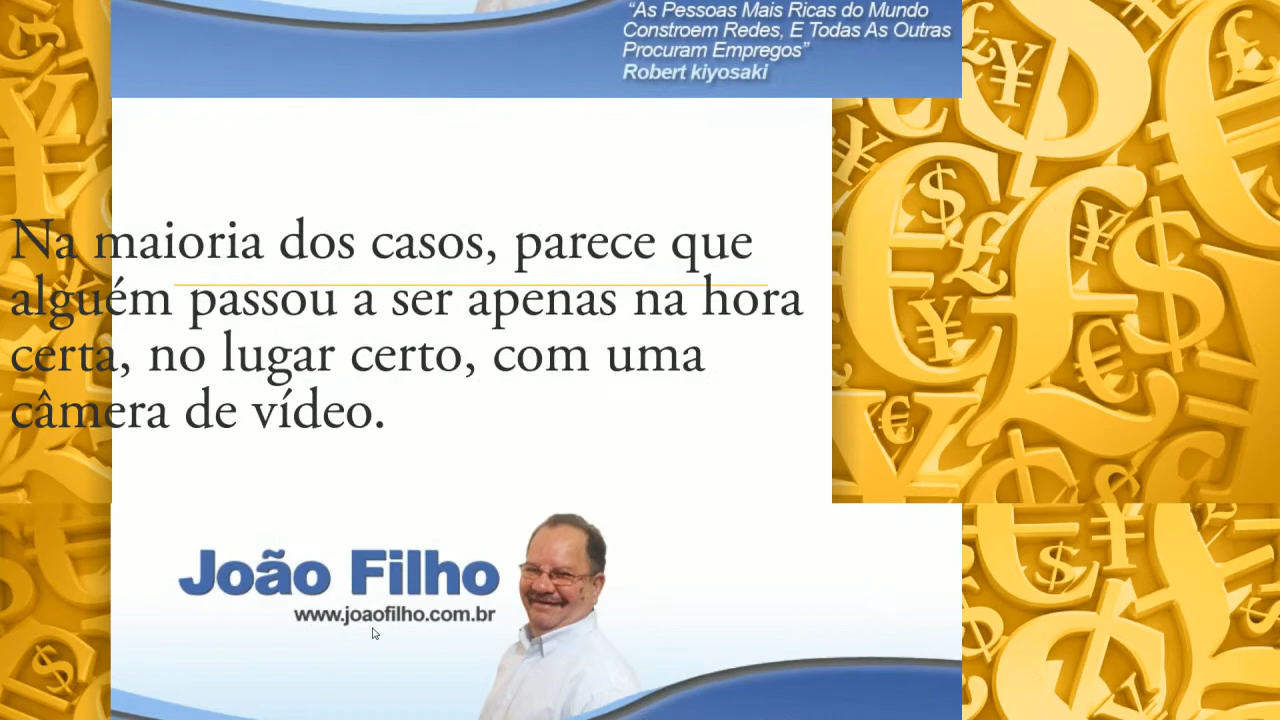 “As Pessoas Mais Ricas do Mundo
Constroem Redes, E Todas As Outras
Procuram Empregos”
Robert kiyosaki
Na maioria dos casos, parece que
alguém passou a ser apenas na hora
certa, no lugar certo, com uma
câmera de vídeo.
João Filho
www.joaofilho.com.br